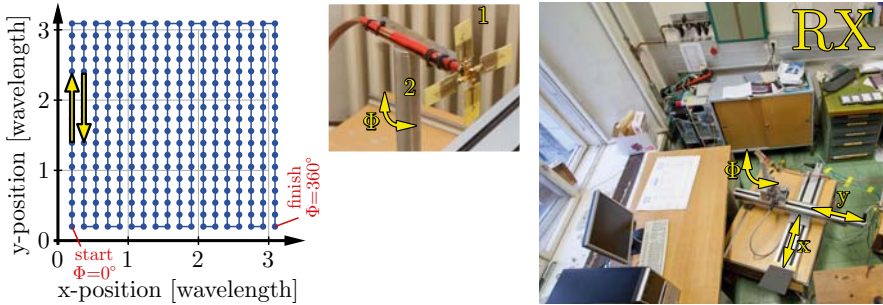 y-position [wavelength]
3
2
1
0
0
1
2
3
start
Φ=0°
finish
Φ=360°
x-position [wavelength]
1
2
Φ
RX
Φ
y
x